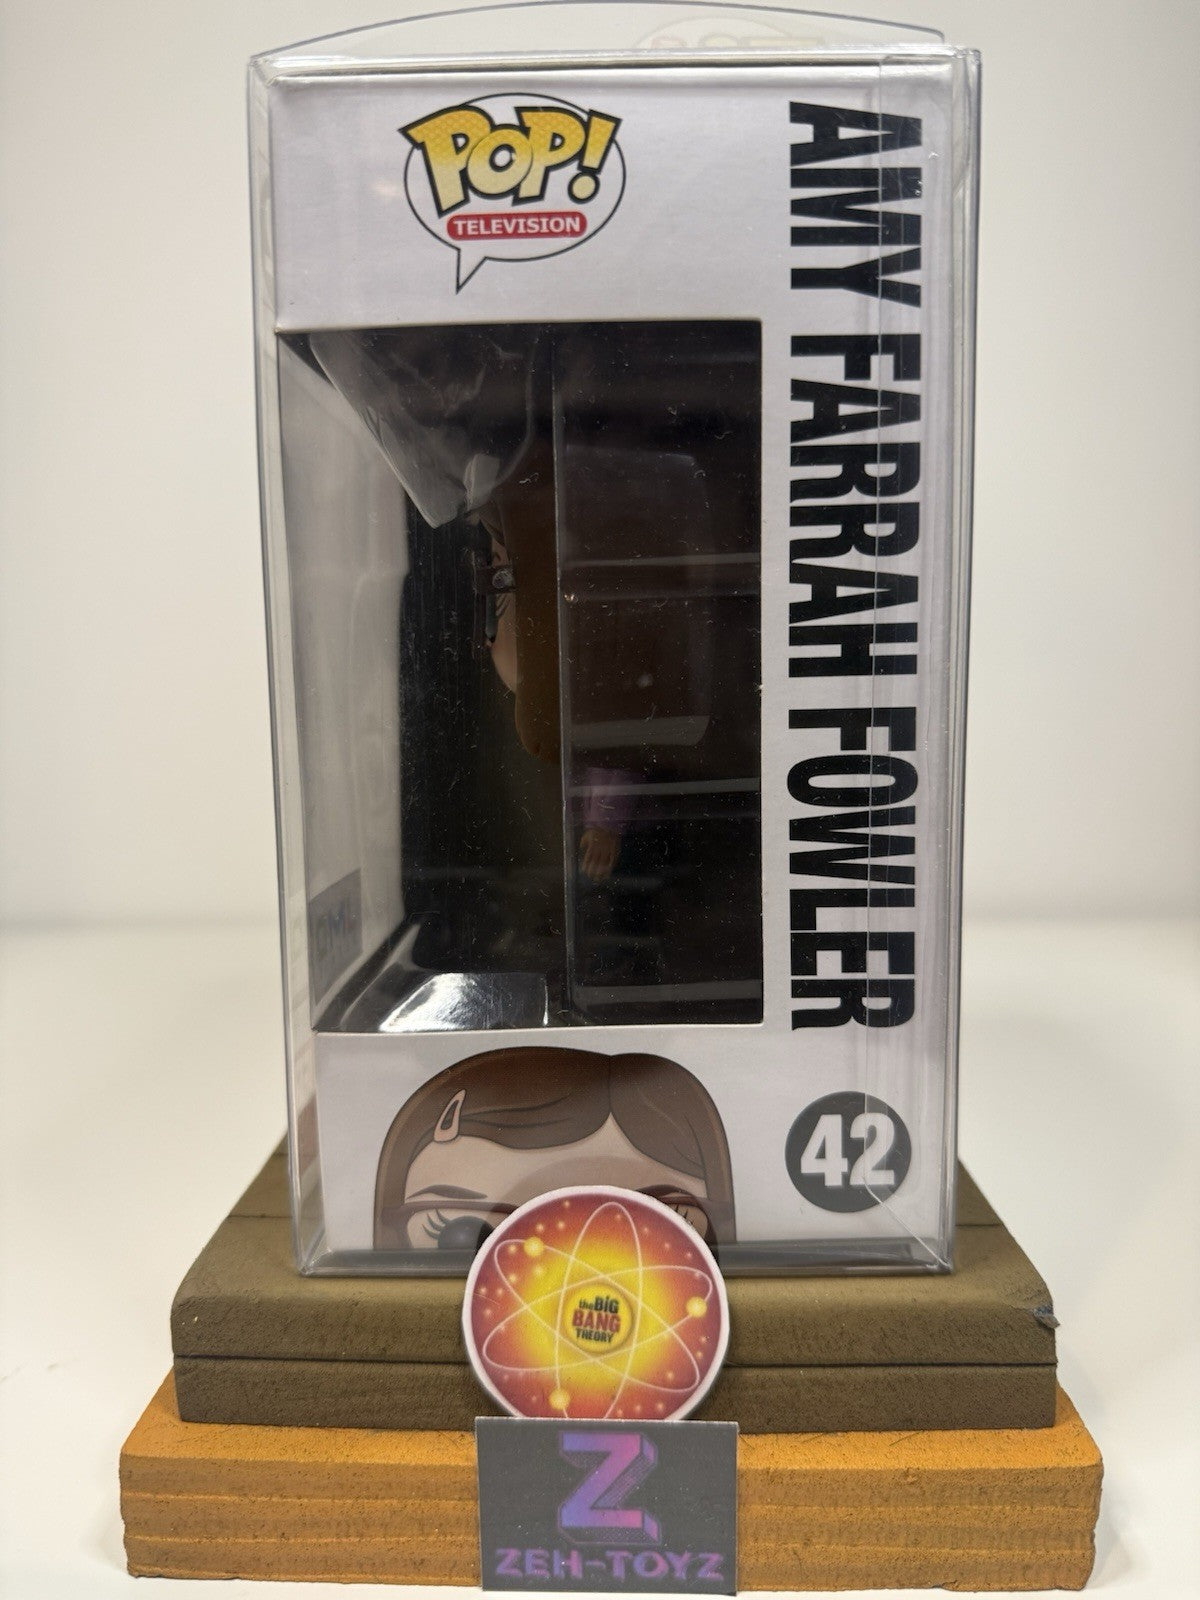 POP!
TELEVISION
AMY FARRAH FOWLER
42
the BIG
BANG
THEORY
Z
ZEH-TOYZ